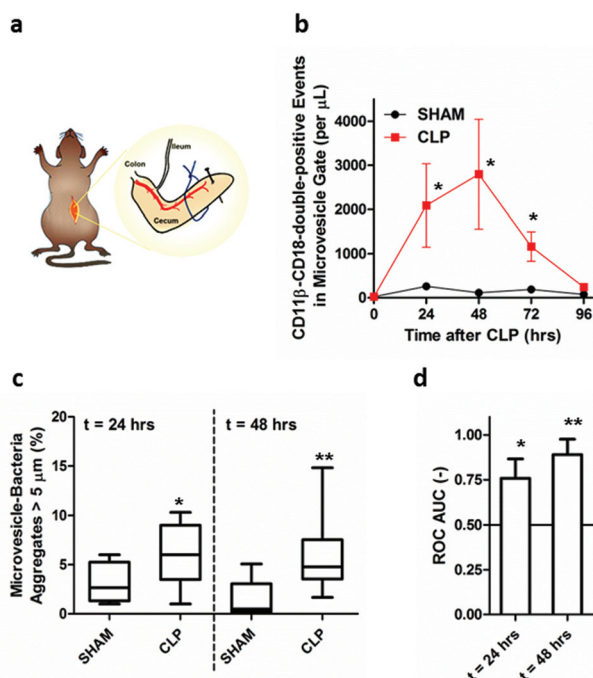 a
Ileum
Colon
Cecum
b
CD11β-CD18-double-positive Events
in Microvesicle Gate (per μL)
4000
3000
2000
1000
0
SHAM
CLP
*
*
*
0 24 48 72 96
Time after CLP (hrs)
c
Microvesicle-Bacteria
Aggregates > 5 μm (%)
20
15
10
5
0
t = 24 hrs
t = 48 hrs
*
**
SHAM
CLP
SHAM
CLP
d
ROC AUC (-)
1.00
0.75
0.50
0.25
0.00
*
**
t = 24 hrs
t = 48 hrs